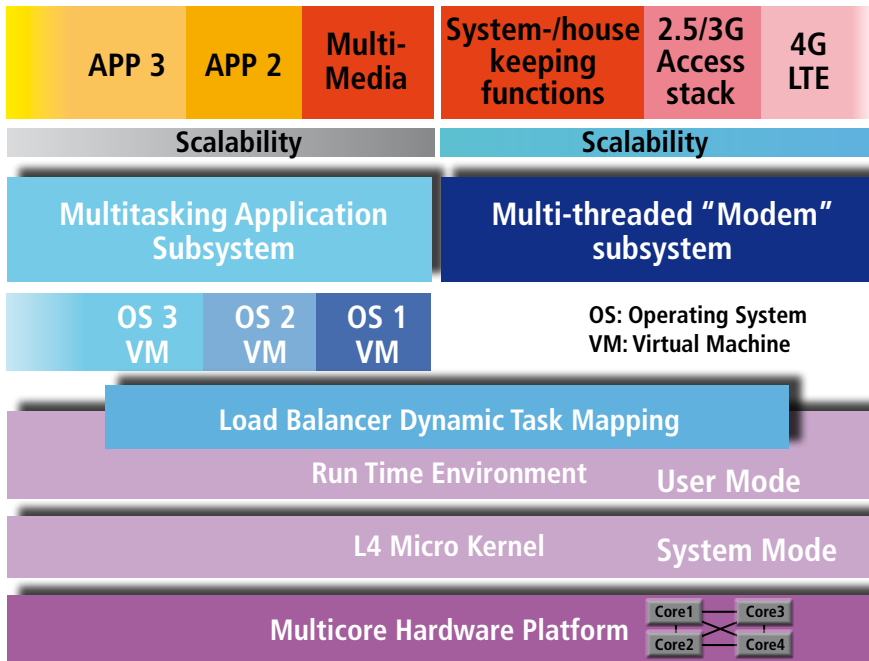 APP 3
APP 2
Multi-
Media
System-/house
keeping
functions
2.5/3G
Access
stack
4G
LTE
Scalability
Scalability
Multitasking Application
Subsystem
Multi-threaded “Modem”
subsystem
OS 3
VM
OS 2
VM
OS 1
VM
OS: Operating System
VM: Virtual Machine
Load Balancer Dynamic Task Mapping
Run Time Environment
User Mode
L4 Micro Kernel
System Mode
Multicore Hardware Platform
Core1
Core3
Core2
Core4